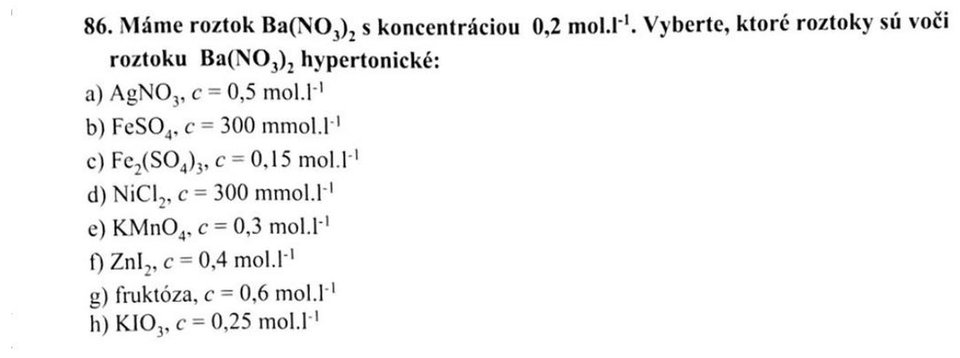 86. Máme roztok Ba(NO₃)₂ s koncentráciou 0,2 mol.l⁻¹. Vyberte, ktoré roztoky sú voči
roztoku Ba(NO₃)₂ hypertonické:
a) AgNO₃, c = 0,5 mol.l⁻¹
b) FeSO₄, c = 300 mmol.l⁻¹
c) Fe₂(SO₄)₃, c = 0,15 mol.l⁻¹
d) NiCl₂, c = 300 mmol.l⁻¹
e) KMnO₄, c = 0,3 mol.l⁻¹
f) ZnI₂, c = 0,4 mol.l⁻¹
g) fruktóza, c = 0,6 mol.l⁻¹
h) KIO₃, c = 0,25 mol.l⁻¹